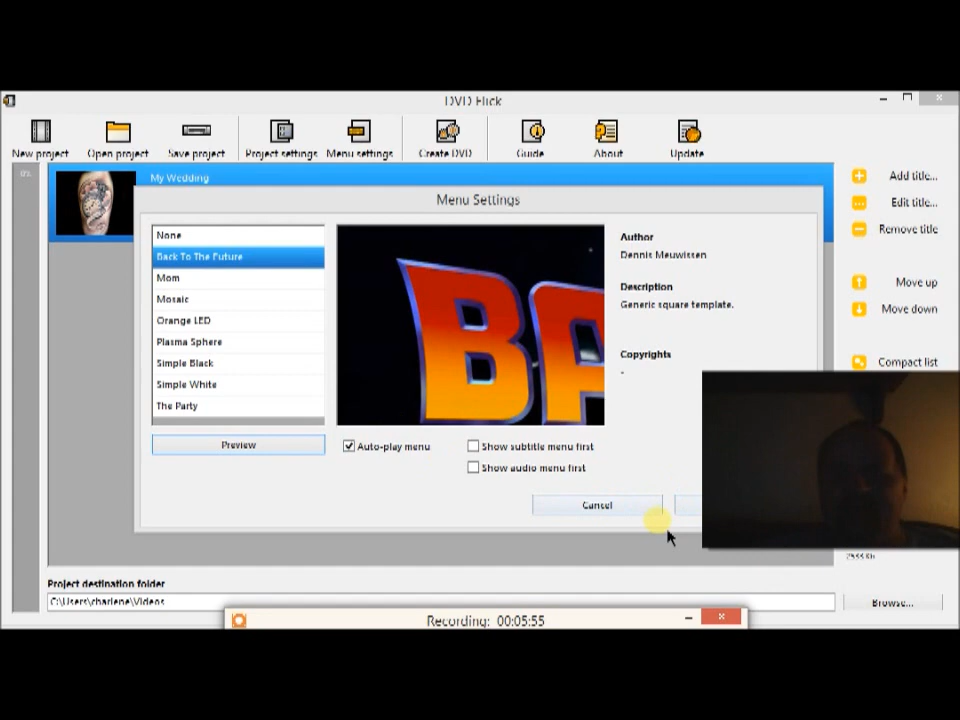 DVD Flick
New project
Open project
Save project
Project settings
Menu settings
Create DVD
Guide
About
Update
My Wedding
Add title...
Edit title...
Remove title
Move up
Move down
Compact list
Menu Settings
None
Back To The Future
Mom
Mosaic
Orange LED
Plasma Sphere
Simple Black
Simple White
The Party
Preview
BA
Auto-play menu
Show subtitle menu first
Show audio menu first
Author
Dennis Meuwissen
Description
Generic square template.
Copyrights
-
Cancel
Project destination folder
C:\Users\charlene\Videos
Browse...
Recording: 00:05:55